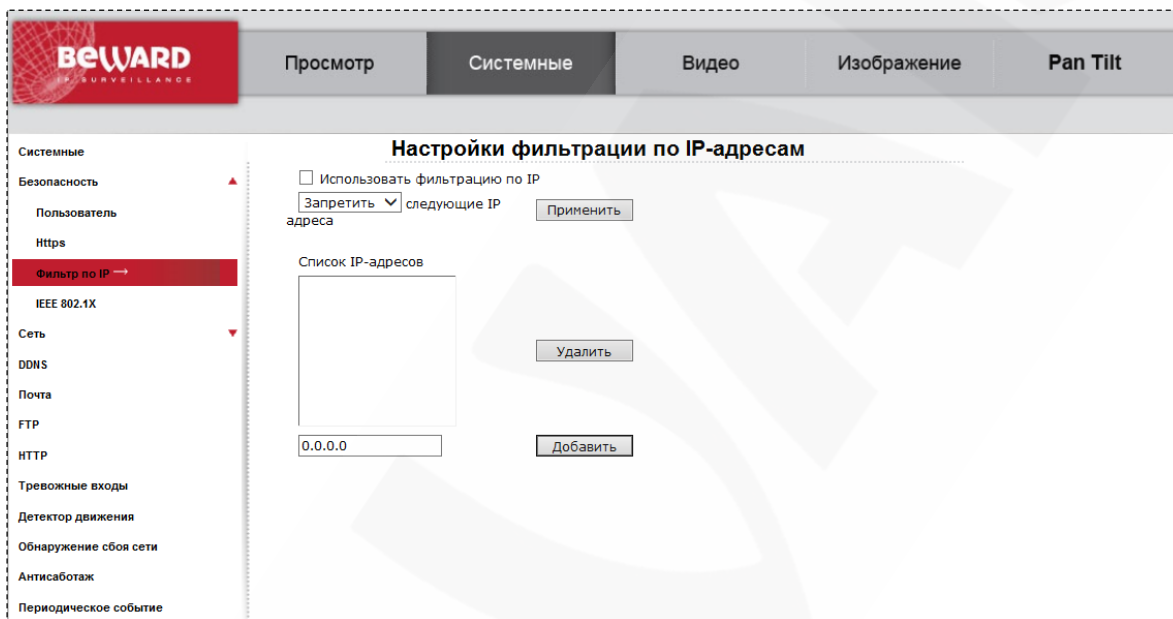 BEWARD
IP SURVEILLANCE
Просмотр
Системные
Видео
Изображение
Pan Tilt
Системные
Безопасность
Пользователь
Https
Фильтр по IP →
IEEE 802.1X
Сеть
DDNS
Почта
FTP
HTTP
Тревожные входы
Детектор движения
Обнаружение сбоя сети
Антисаботаж
Периодическое событие
Настройки фильтрации по IP-адресам
Использовать фильтрацию по IP
Запретить следующие IP
адреса
Применить
Список IP-адресов
Удалить
0.0.0.0
Добавить